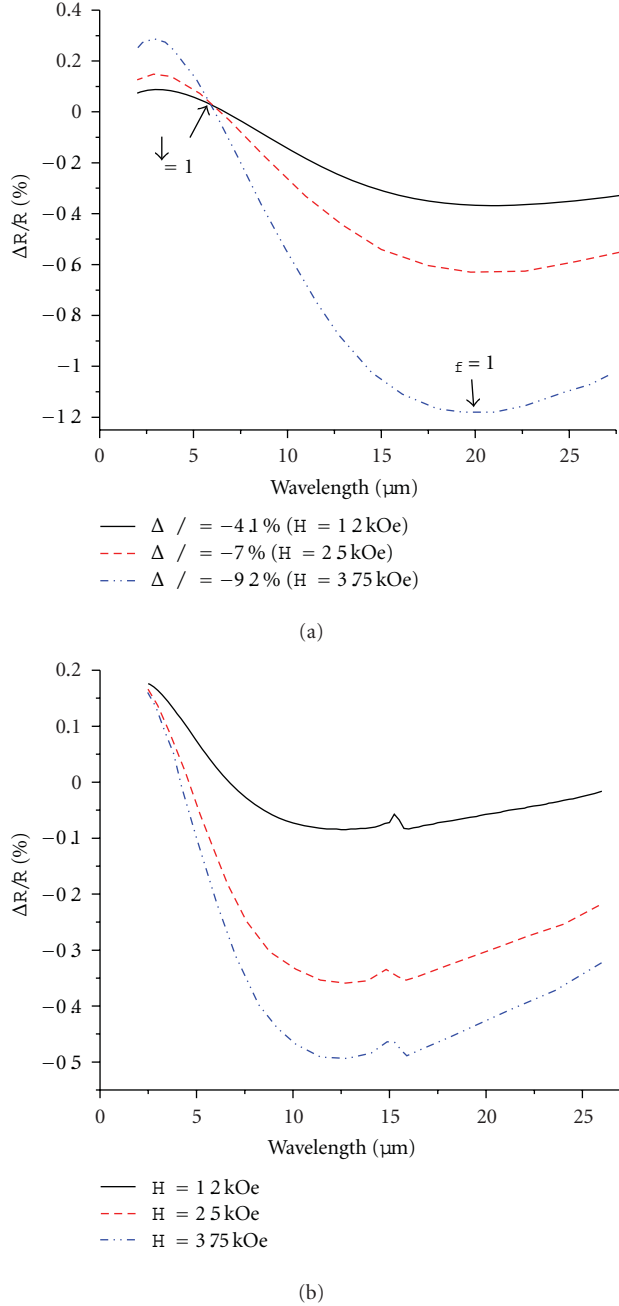 0.4
0.2
0
−0.2
−0.4
−0.6
−0.8
−1
−1.2
ΔR/R (%)
= 1
f = 1
0 5 10 15 20 25
Wavelength (µm)
Δ / = −4.1% (H = 1.2 kOe)
Δ / = −7% (H = 2.5 kOe)
Δ / = −9.2% (H = 3.75 kOe)
(a)
0.2
0.1
0
−0.1
−0.2
−0.3
−0.4
−0.5
ΔR/R (%)
0 5 10 15 20 25
Wavelength (µm)
H = 1.2 kOe
H = 2.5 kOe
H = 3.75 kOe
(b)